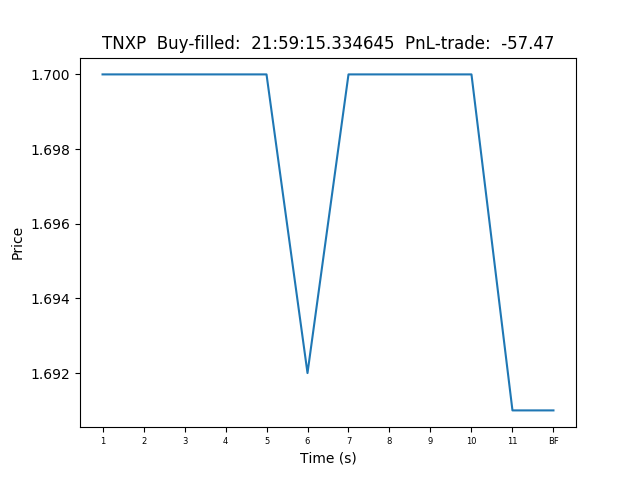 TNXP  Buy-filled:  21:59:15.334645  PnL-trade:  -57.47
1.700
1.698
1.696
1.694
1.692
Price
1 2 3 4 5 6 7 8 9 10 11 BF
Time (s)